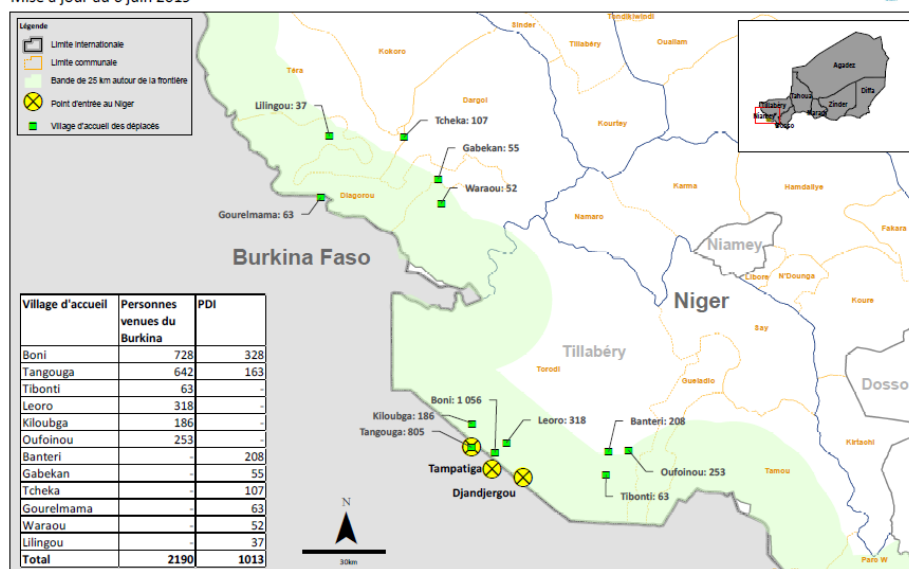 Mise à jour au 6 juin 2019
Légende
Limite internationale
Limite communale
Bande de 25 km autour de la frontière
Point d'entrée au Niger
Village d'accueil des déplacés
Tondikiwindi
Sinder
Tillabéry
Ouallam
Kokoro
Téra
Dargol
Kourtey
Lilingou: 37
Tcheka: 107
Gabekan: 55
Waraou: 52
Diagorou
Gourelmama: 63
Karma
Hamdallye
Namaro
Fakara
Niamey
Libore
N'Dounga
Koure
Burkina Faso
Niger
Say
Tillabéry
Torodi
Gueladio
Dosso
Boni: 1 056
Kiloubga: 186
Leoro: 318
Banteri: 208
Tangouga: 805
Kirtashi
Oufoinou: 253
Tampatiga
Tamou
Djandjergou
Tibonti: 63
Parc W
N
30km
Agadez
Diffa
Tahoua
Zinder
Tillabery
Maradi
Niamey
Dosso
Village d'accueil Personnes venues du Burkina PDI
Boni 728 328
Tangouga 642 163
Tibonti 63 -
Leoro 318 -
Kiloubga 186 -
Oufoinou 253 -
Banteri - 208
Gabekan - 55
Tcheka - 107
Gourelmama - 63
Waraou - 52
Lilingou - 37
Total 2190 1013